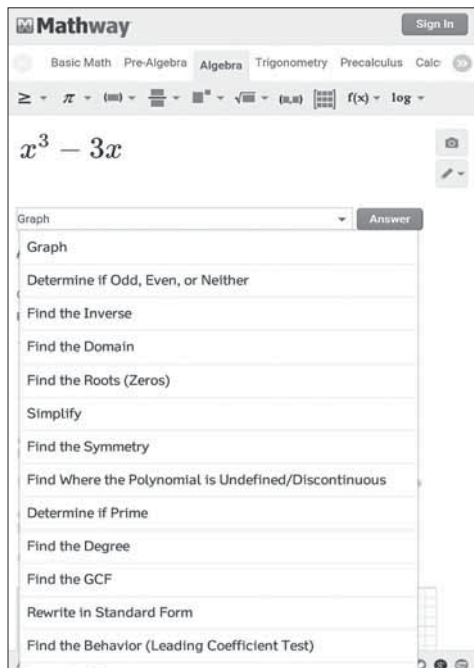 Mathway
Sign In
Basic Math Pre-Algebra Algebra Trigonometry Precalculus Calc
≥ π (▦) √ (▦,▦) f(x) log
x³ − 3x
Graph Answer
Graph
Determine if Odd, Even, or Neither
Find the Inverse
Find the Domain
Find the Roots (Zeros)
Simplify
Find the Symmetry
Find Where the Polynomial is Undefined/Discontinuous
Determine if Prime
Find the Degree
Find the GCF
Rewrite in Standard Form
Find the Behavior (Leading Coefficient Test)